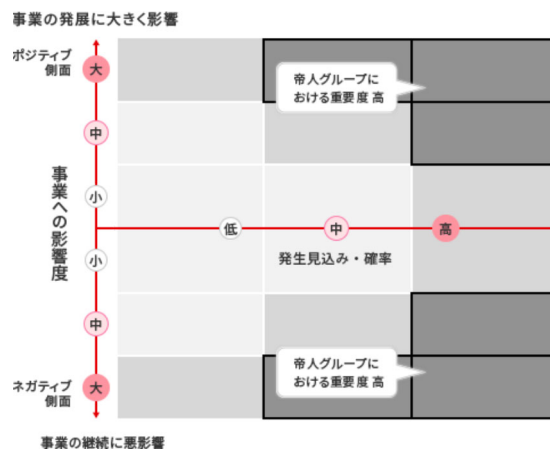 事業の発展に大きく影響
ポジティブ
側面
大
帝人グループに
おける重要度 高
中
事業への影響度
小
低
中
高
小
発生見込み・確率
中
帝人グループに
おける重要度 高
ネガティブ
側面
大
事業の継続に悪影響